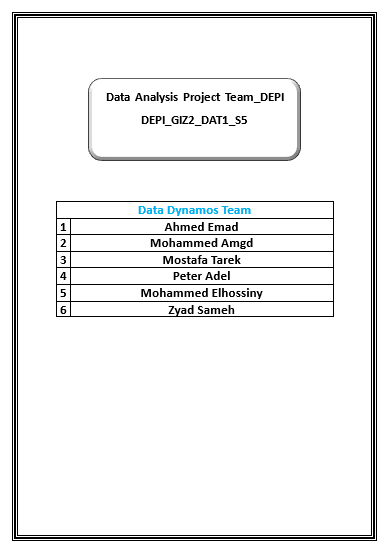 Data Analysis Project Team_DEPI
DEPI_GIZ2_DAT1_S5
Data Dynamos Team
1 Ahmed Emad
2 Mohammed Amgd
3 Mostafa Tarek
4 Peter Adel
5 Mohammed Elhossiny
6 Zyad Sameh